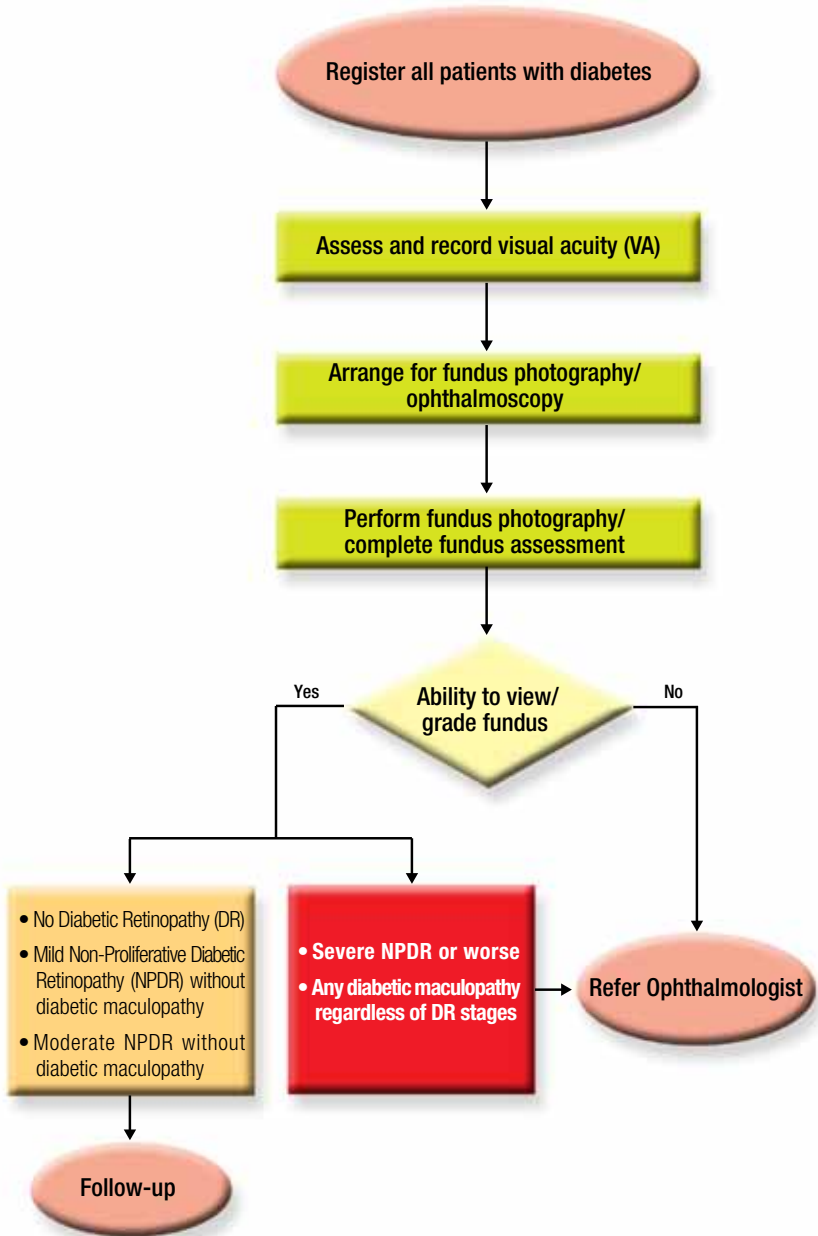 Register all patients with diabetes
Assess and record visual acuity (VA)
Arrange for fundus photography/
ophthalmoscopy
Perform fundus photography/
complete fundus assessment
Yes
Ability to view/
grade fundus
No
• No Diabetic Retinopathy (DR)
• Mild Non-Proliferative Diabetic
Retinopathy (NPDR) without
diabetic maculopathy
• Moderate NPDR without
diabetic maculopathy
• Severe NPDR or worse
• Any diabetic maculopathy
regardless of DR stages
Refer Ophthalmologist
Follow-up